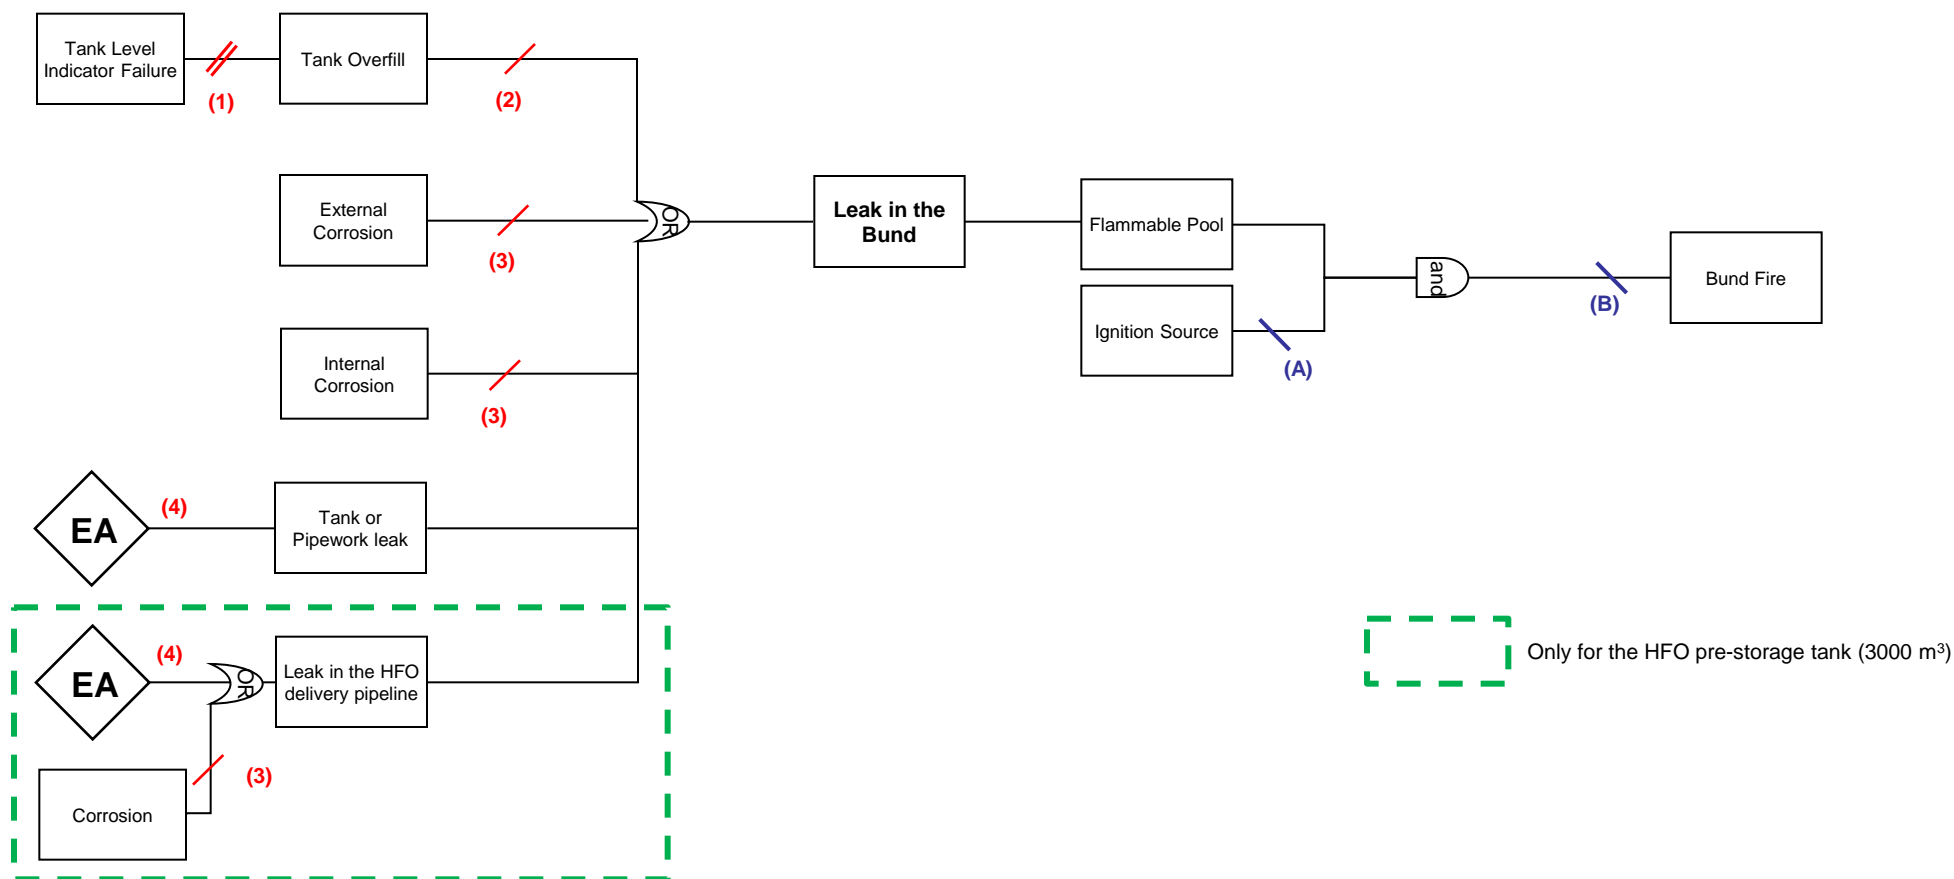 Tank Level
Indicator Failure
(1)
Tank Overfill
(2)
External
Corrosion
(3)
OR
Leak in the
Bund
Flammable Pool
Ignition Source
(A)
and
(B)
Bund Fire
Internal
Corrosion
(3)
EA
(4)
Tank or
Pipework leak
EA
(4)
OR
Leak in the HFO
delivery pipeline
(3)
Corrosion
Only for the HFO pre-storage tank (3000 m³)